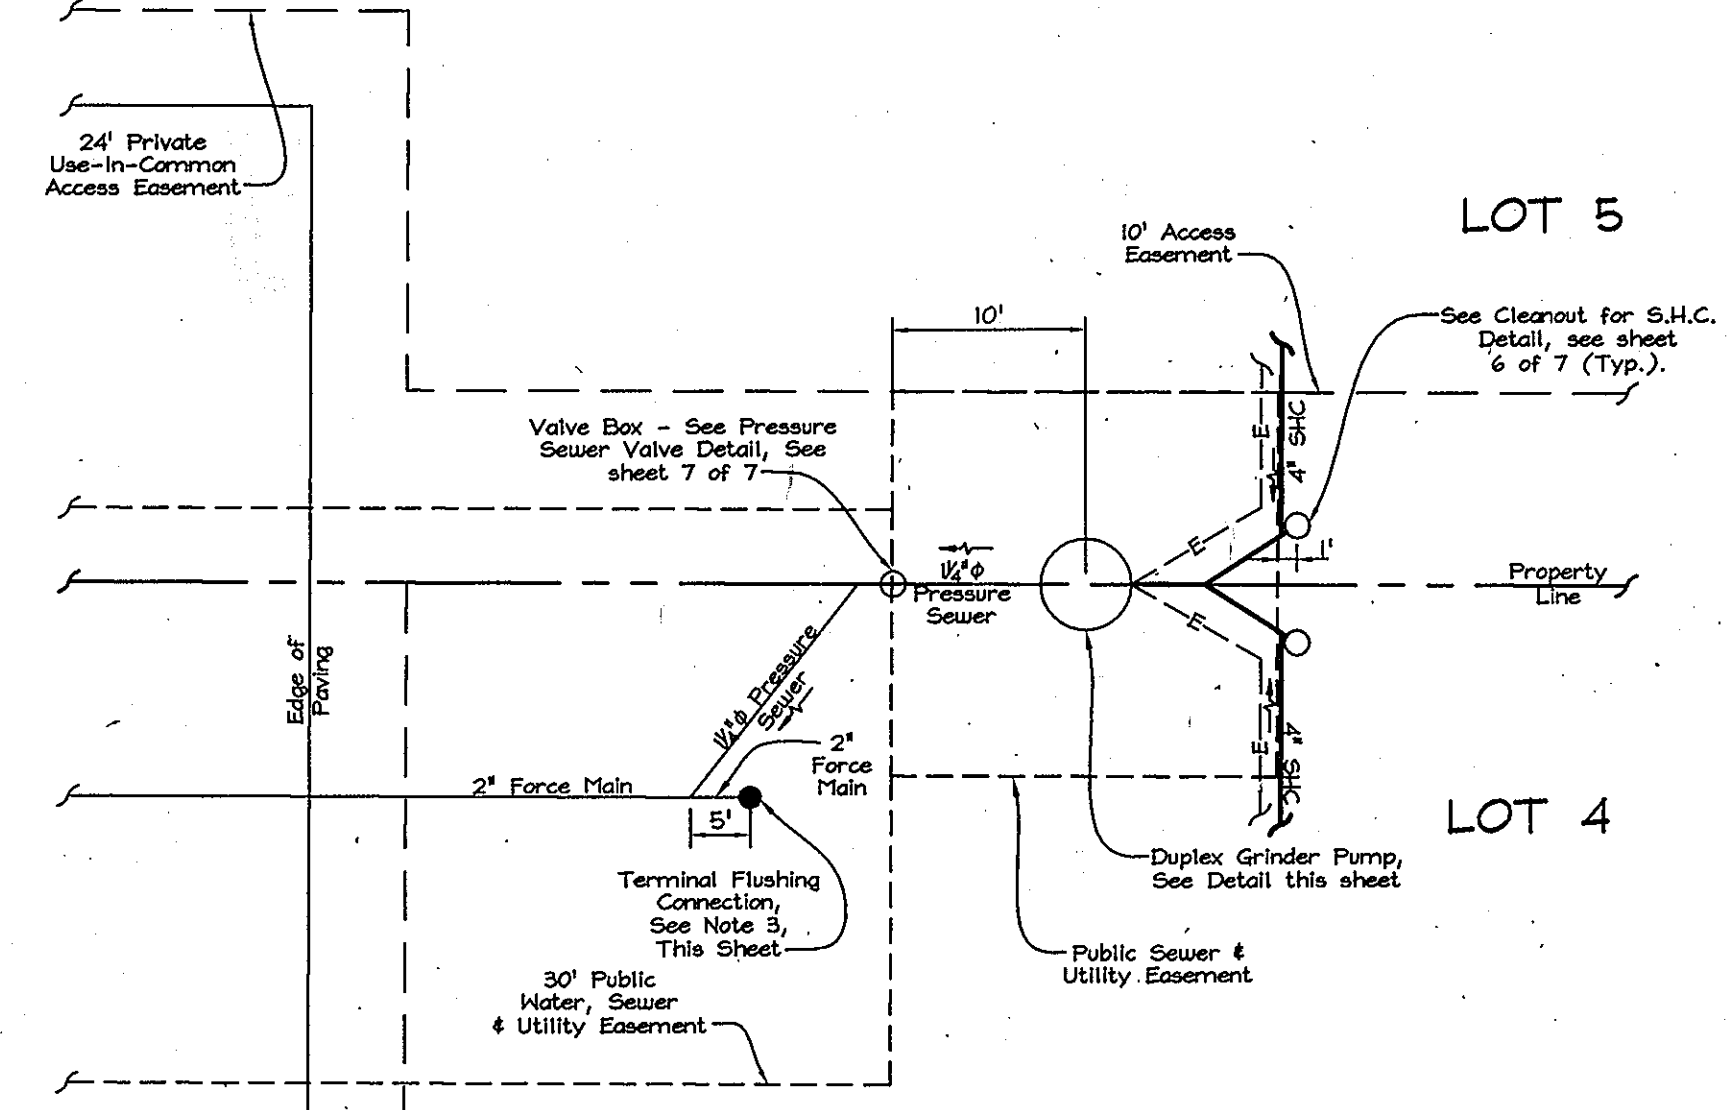 24' Private
Use-In-Common
Access Easement
LOT 5
10' Access
Easement
10'
See Cleanout for S.H.C.
Detail, see sheet
6 of 7 (Typ.).
Valve Box - See Pressure
Sewer Valve Detail, See
sheet 7 of 7
E
4" SHC
E
1'
1¼"ϕ
Pressure
Sewer
Property
Line
E
Edge of
Paving
1¼"ϕ Pressure
Sewer
E
4" SHC
2"
Force
Main
2" Force Main
5'
LOT 4
Duplex Grinder Pump,
See Detail this sheet
Terminal Flushing
Connection,
See Note 3,
This Sheet
Public Sewer &
Utility Easement
30' Public
Water, Sewer
& Utility Easement